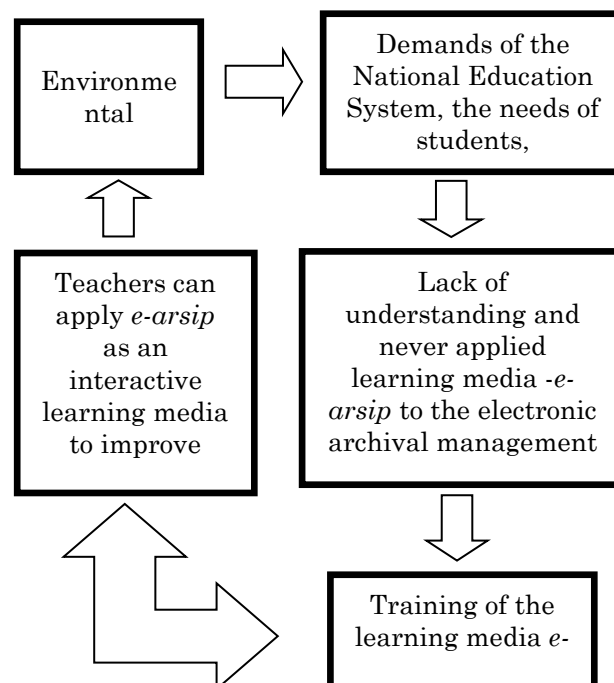 Environme
ntal
Demands of the
National Education
System, the needs of
students,
Teachers can
apply e-arsip
as an
interactive
learning media
to improve
Lack of
understanding and
never applied
learning media -e-
arsip to the electronic
archival management
Training of the
learning media e-